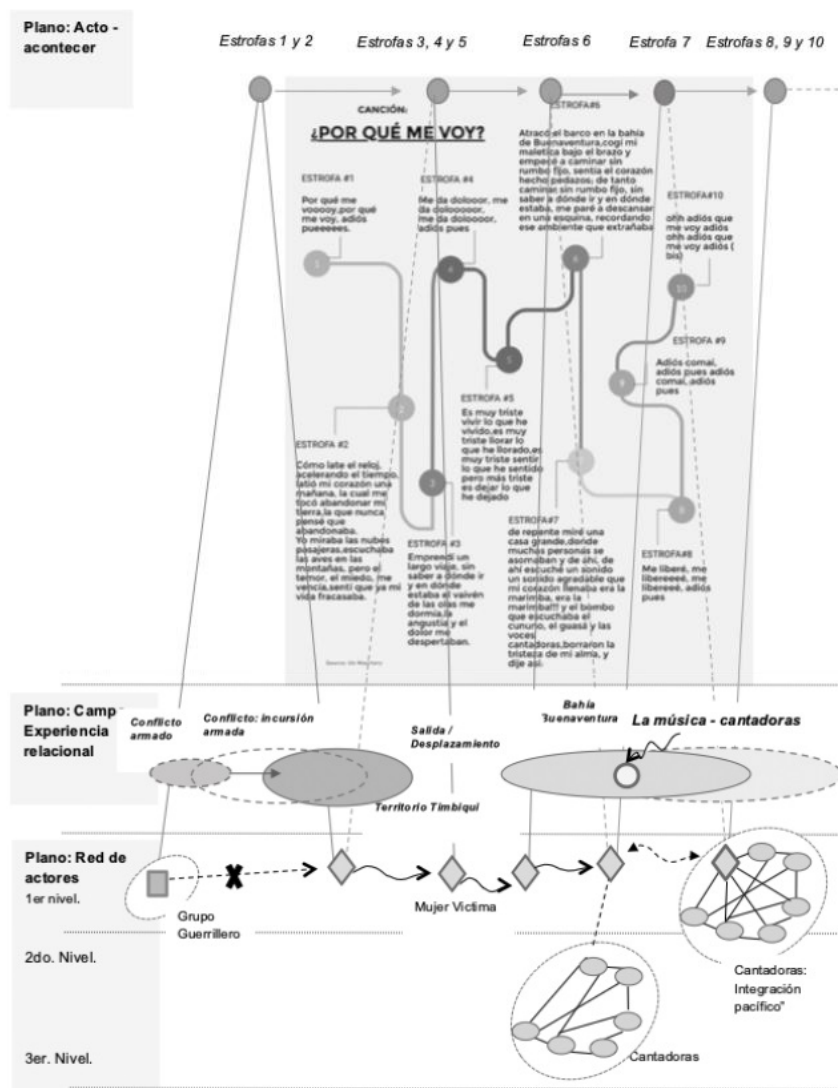 Plano: Acto -
acontecer
Estrofas 1 y 2
Estrofas 3, 4 y 5
Estrofas 6
Estrofa 7
Estrofas 8, 9 y 10
CANCIÓN:
¿POR QUÉ ME VOY?
ESTROFA #1
Por qué me
vooooy,por qué
me voy, adiós
pueeeees.
1
ESTROFA #4
Me da dolooor, me
da dolooooor,
me da doloooor,
adiós pues
4
ESTROFA#6
Atracó el barco en la bahía
de Buenaventura,cogí mi
maletica bajo el brazo y
empecé a caminar sin
rumbo fijo, sentía el corazón
hecho pedazos, de tanto
caminar sin rumbo fijo, sin
saber a dónde ir y en dónde
estaba, me paré a descansar
en una esquina, recordando
ese ambiente que extrañaba
6
ESTROFA#10
ohh adiós que
me voy adiós
ohh adiós que
me voy adiós (
bis)
10
ESTROFA #9
Adiós comai,
adiós pues adiós
comai, adiós
pues
9
5
ESTROFA #5
Es muy triste
vivir lo que he
vivido,es muy
triste llorar lo
que he llorado,es
muy triste sentir
lo que he sentido
pero más triste
es dejar lo que
he dejado
2
ESTROFA #2
Cómo late el reloj,
acelerando el tiempo,
latió mi corazón una
mañana, la cual me
tocó abandonar mi
tierra,la que nunca
pensé que
abandonaba.
Yo miraba las nubes
pasajeras,escuchaba
las aves en las
montañas, pero el
temor, el miedo, me
vencía,sentí que ya mi
vida fracasaba.
3
ESTROFA #3
Emprendí un
largo viaje, sin
saber a dónde ir
y en dónde
estaba el vaivén
de las olas me
dormía,la
angustia y el
dolor me
despertaban.
ESTROFA#7
de repente miré una
casa grande,donde
muchas personas se
asomaban y de ahí, de
ahí escuché un sonido
un sonido agradable que
mi corazón llenaba era la
marimba, era la
marimba!!! y el bombo
que escuchaba el
cununo, el guasá y las
voces
cantadoras,borraron la
tristeza de mi alma, y
dije así:
8
ESTROFA#8
Me liberé, me
libereeeé, me
libereeé, adiós
pues
Plano: Campo
Experiencia
relacional
Conflicto
armado
Conflicto: incursión
armada
Salida /
Desplazamiento
Bahía
Buenaventura
La música - cantadoras
Territorio Timbiqui
Plano: Red de
actores
1er nivel.
Grupo
Guerrillero
Mujer Victima
2do. Nivel.
Cantadoras:
Integración
pacífico"
3er. Nivel.
Cantadoras